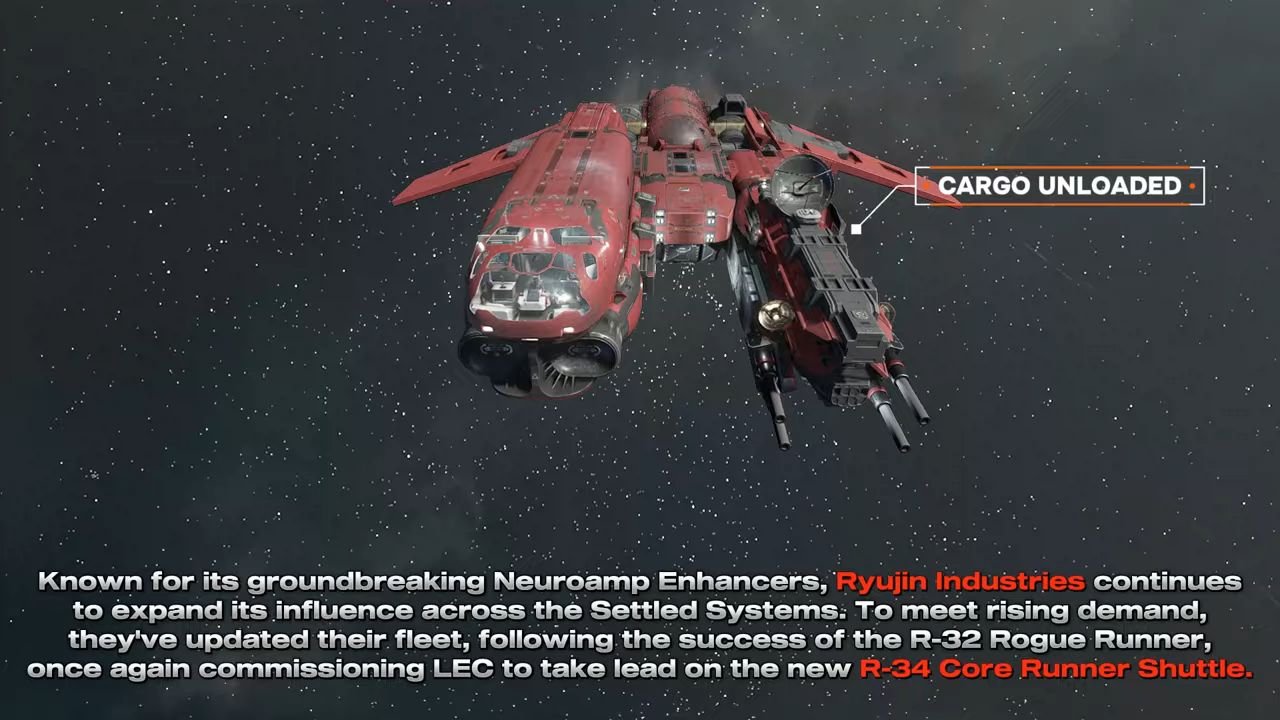 CARGO UNLOADED
Known for its groundbreaking Neuroamp Enhancers, Ryujin Industries continues
to expand its influence across the Settled Systems. To meet rising demand,
they've updated their fleet, following the success of the R-32 Rogue Runner,
once again commissioning LEC to take lead on the new R-34 Core Runner Shuttle.